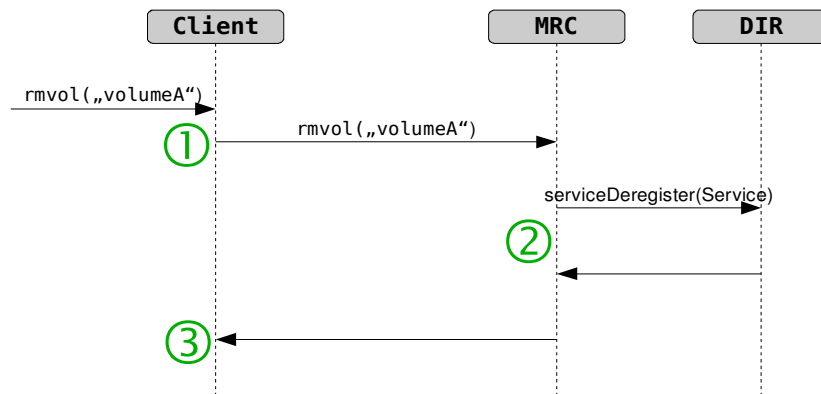 Client MRC DIR
rmvol(„volumeA“)
① rmvol(„volumeA“)
serviceDeregister(Service)
②
③